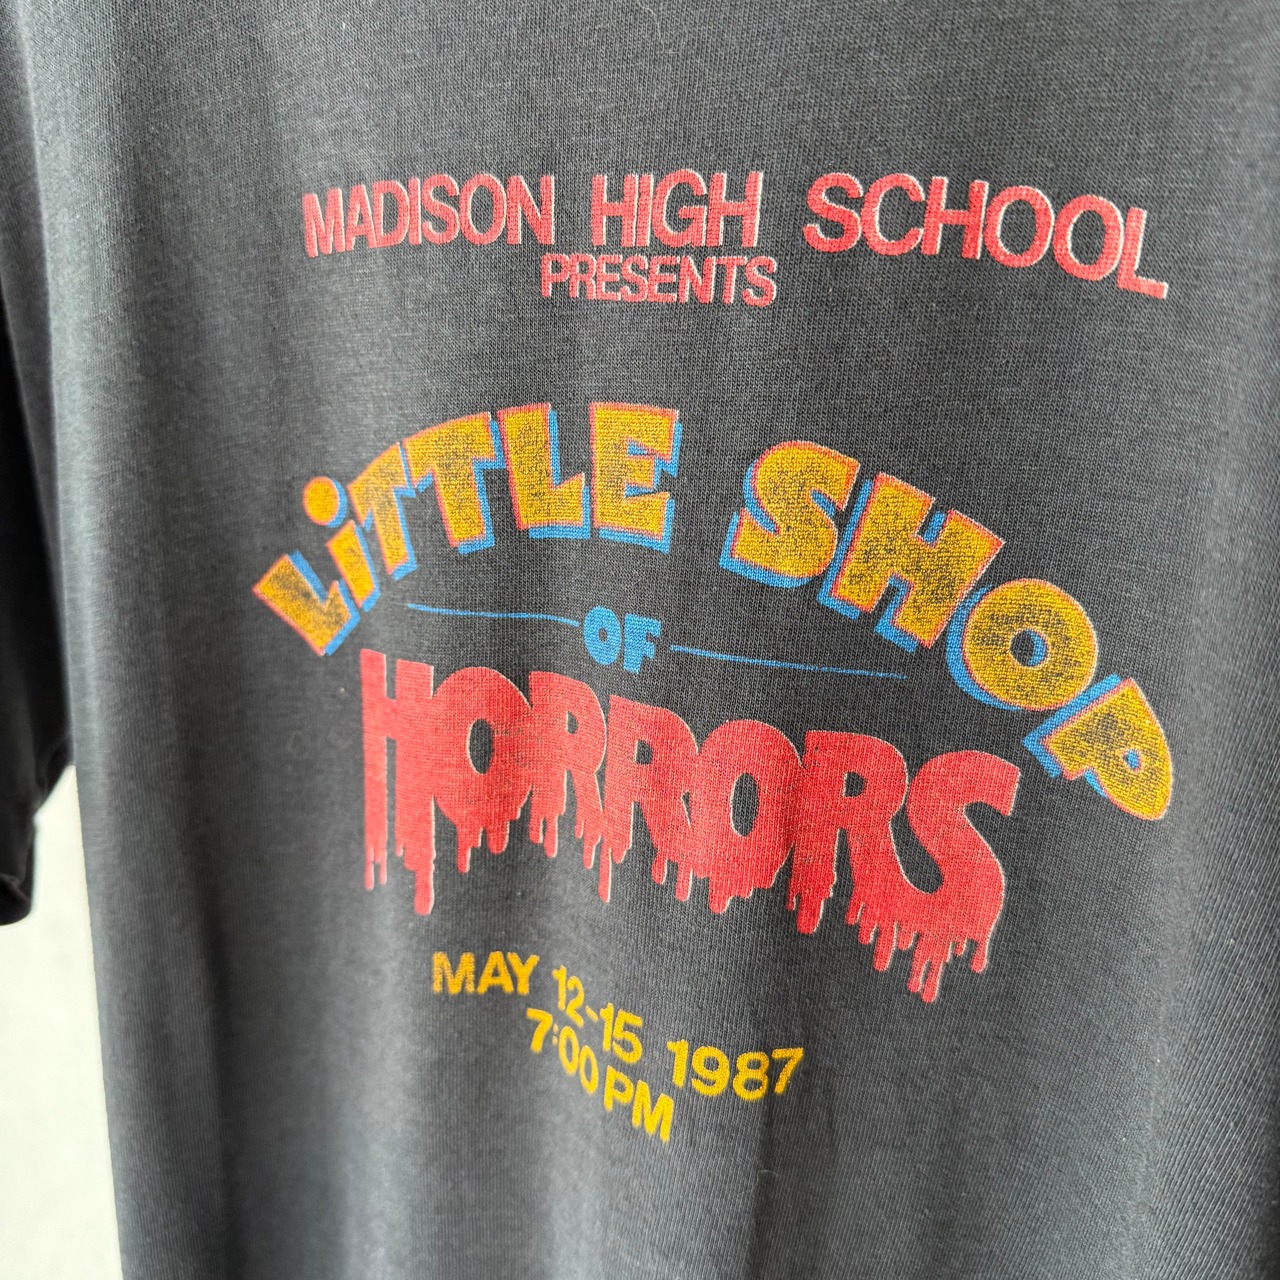 MADISON HIGH SCHOOL
PRESENTS
LiTTLE SHOP
OF
HORRORS
MAY 12-15 1987
7:00 PM